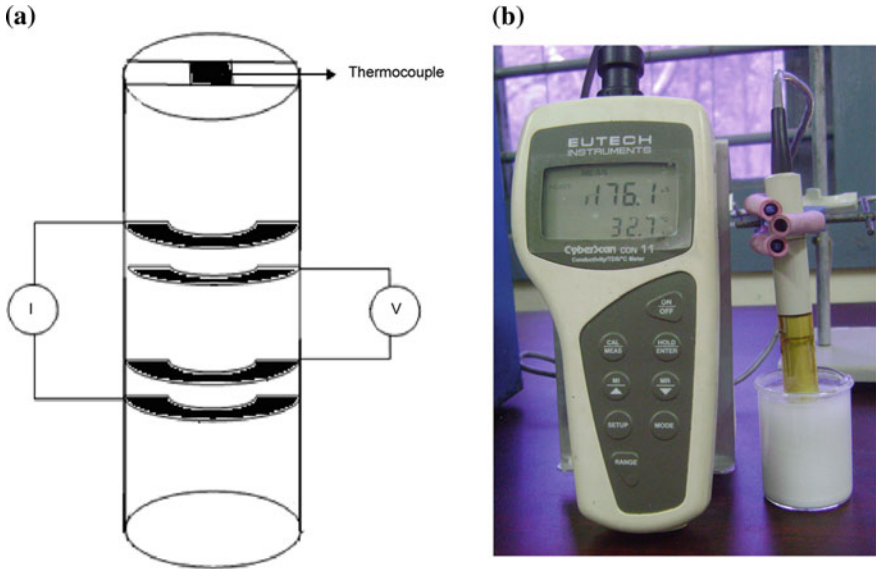 (a)
Thermocouple
I
V
(b)
EUTECH
INSTRUMENTS
MEAS
176.1
32.7
CyberScan CON 11
Conductivity/TDS/°C Meter
ON
OFF
CAL
MEAS
HOLD
ENTER
MI
MR
SETUP
MODE
RANGE